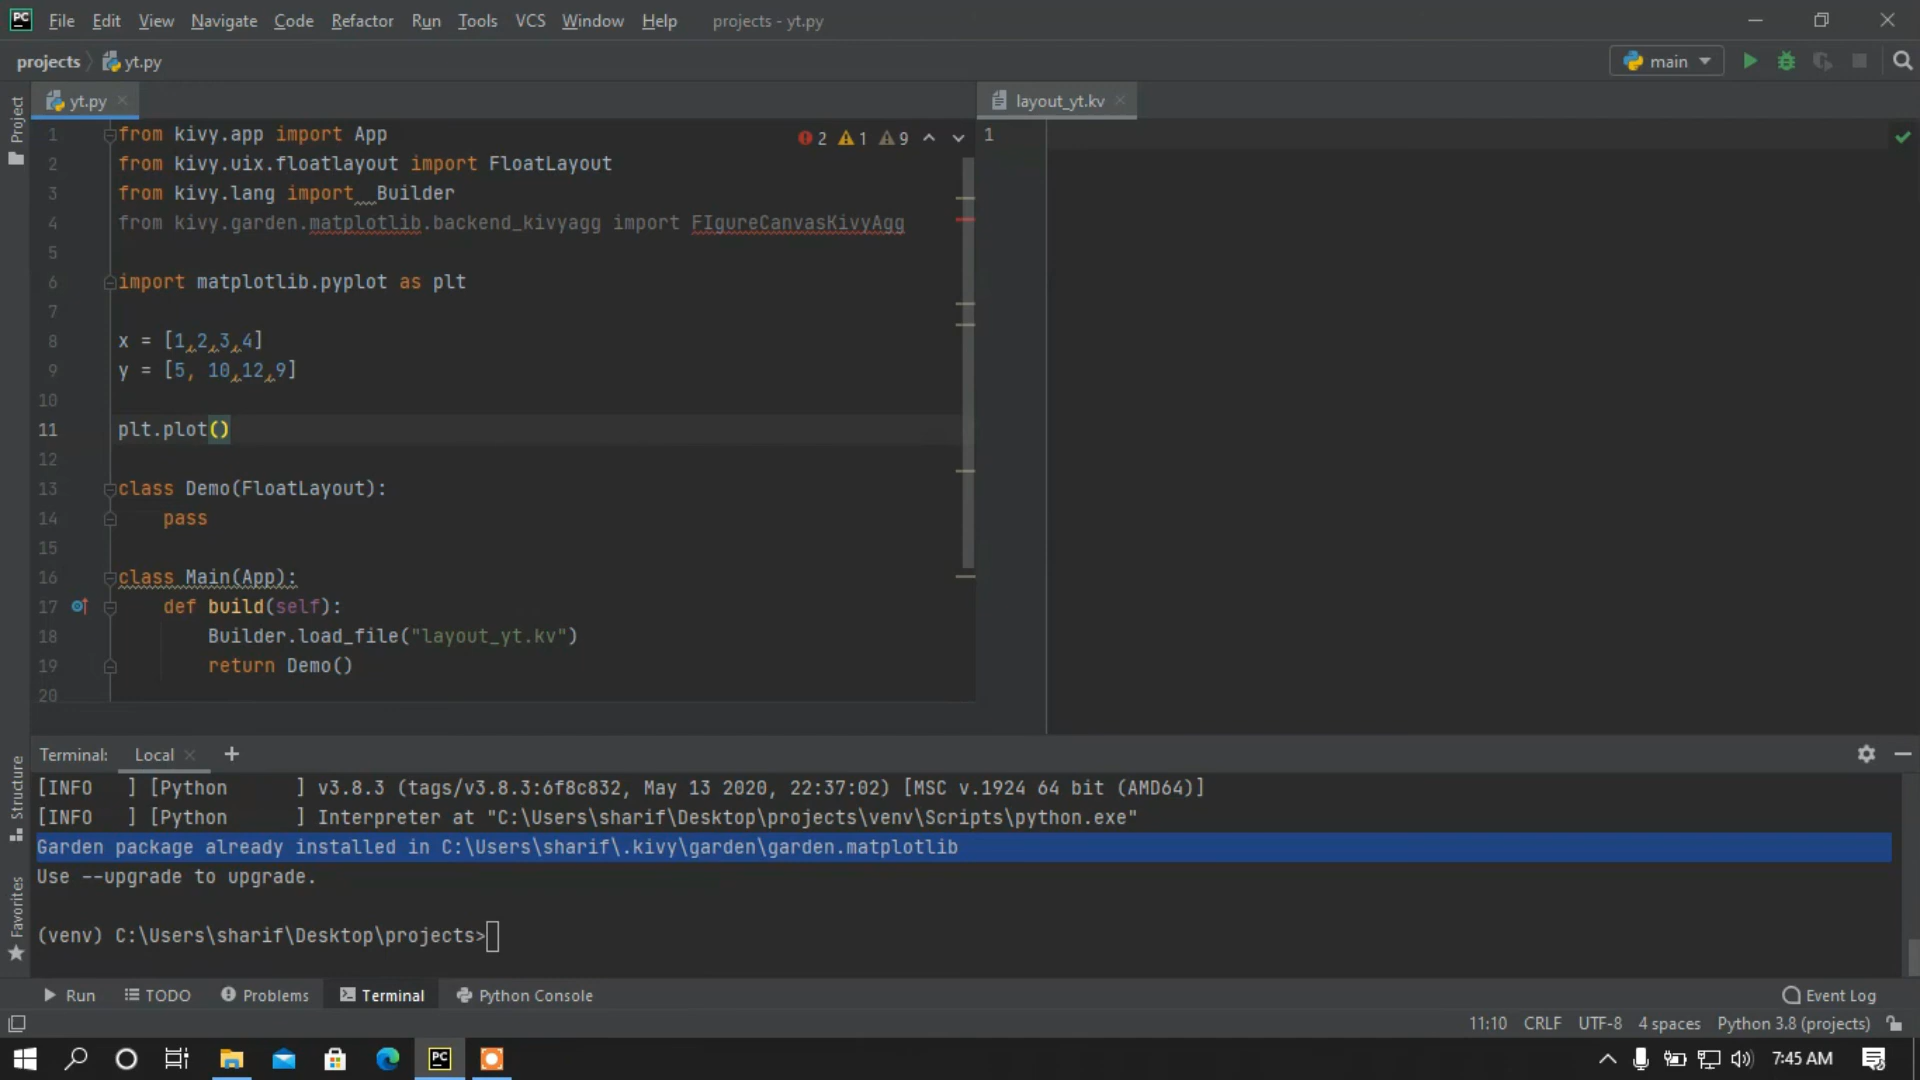 PC File Edit View Navigate Code Refactor Run Tools VCS Window Help projects - yt.py
projects yt.py main
Project
yt.py
layout_yt.kv
1 from kivy.app import App
2 1 9
2 from kivy.uix.floatlayout import FloatLayout
3 from kivy.lang import  Builder
4 from kivy.garden.matplotlib.backend_kivyagg import FIgureCanvasKivyAgg
5
6 import matplotlib.pyplot as plt
7
8 x = [1,2,3,4]
9 y = [5, 10,12,9]
10
11 plt.plot()
12
13 class Demo(FloatLayout):
14 pass
15
16 class Main(App):
17 def build(self):
18 Builder.load_file("layout_yt.kv")
19 return Demo()
20
1
Structure
Favorites
Terminal: Local +
[INFO   ] [Python      ] v3.8.3 (tags/v3.8.3:6f8c832, May 13 2020, 22:37:02) [MSC v.1924 64 bit (AMD64)]
[INFO   ] [Python      ] Interpreter at "C:\Users\sharif\Desktop\projects\venv\Scripts\python.exe"
Garden package already installed in C:\Users\sharif\.kivy\garden\garden.matplotlib
Use --upgrade to upgrade.
(venv) C:\Users\sharif\Desktop\projects>
Run TODO Problems Terminal Python Console Event Log
11:10 CRLF UTF-8 4 spaces Python 3.8 (projects)
PC 7:45 AM